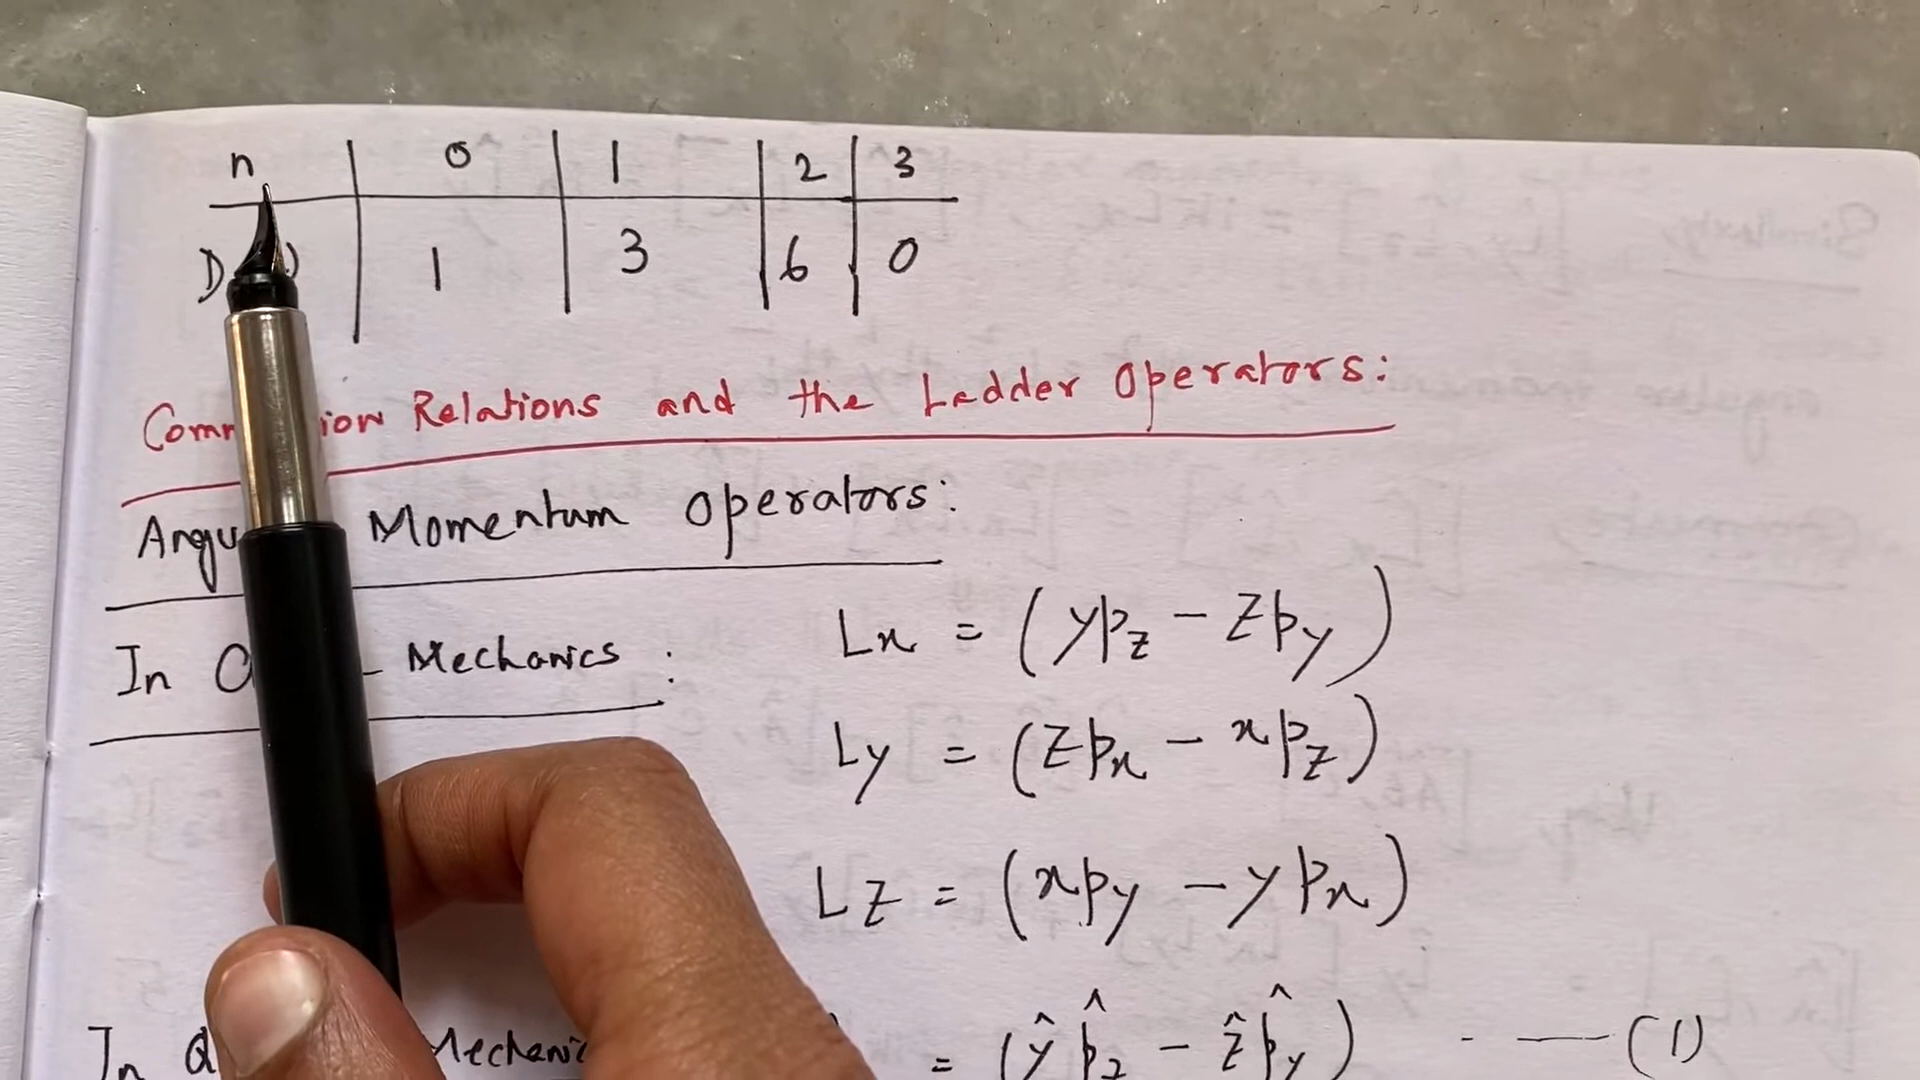 n 0 1 2 3
1 3 6 0
Relations and the Ladder Operators:
Momentum Operators:
In Mechanics :
Lx = (ypz - zpy)
Ly = (zpx - xpz)
Lz = (xpy - ypx)
In = (ŷp̂z - ẑp̂y) - — (1)